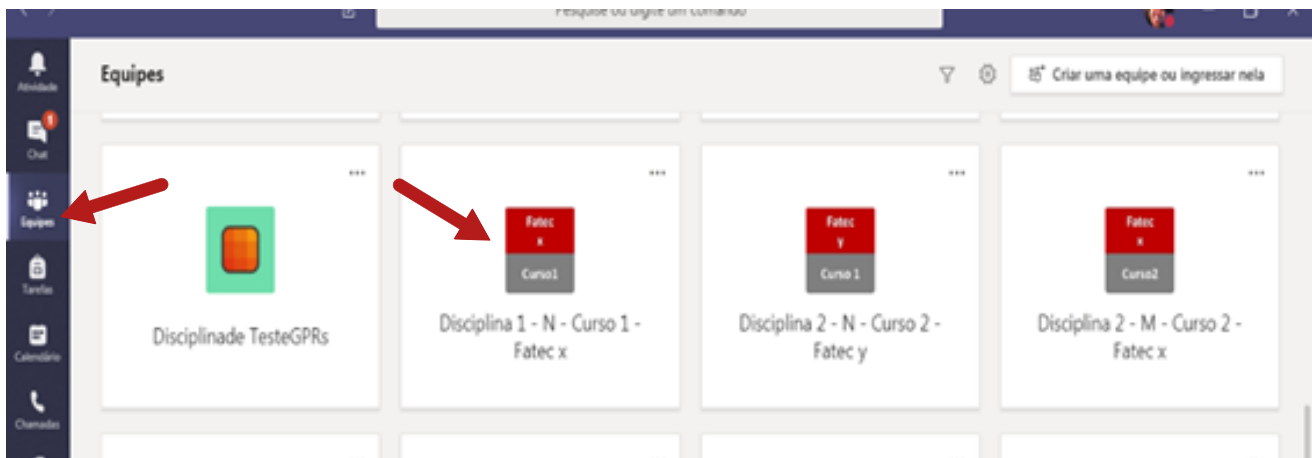 Pesquise ou digite um comando
Atividade
Equipes
Criar uma equipe ou ingressar nela
1
Chat
Equipes
Tarefas
Calendário
Chamadas
Disciplinade TesteGPRs
Fatec
x
Curso1
Disciplina 1 - N - Curso 1 -
Fatec x
Fatec
y
Curso 1
Disciplina 2 - N - Curso 2 -
Fatec y
Fatec
x
Curso2
Disciplina 2 - M - Curso 2 -
Fatec x